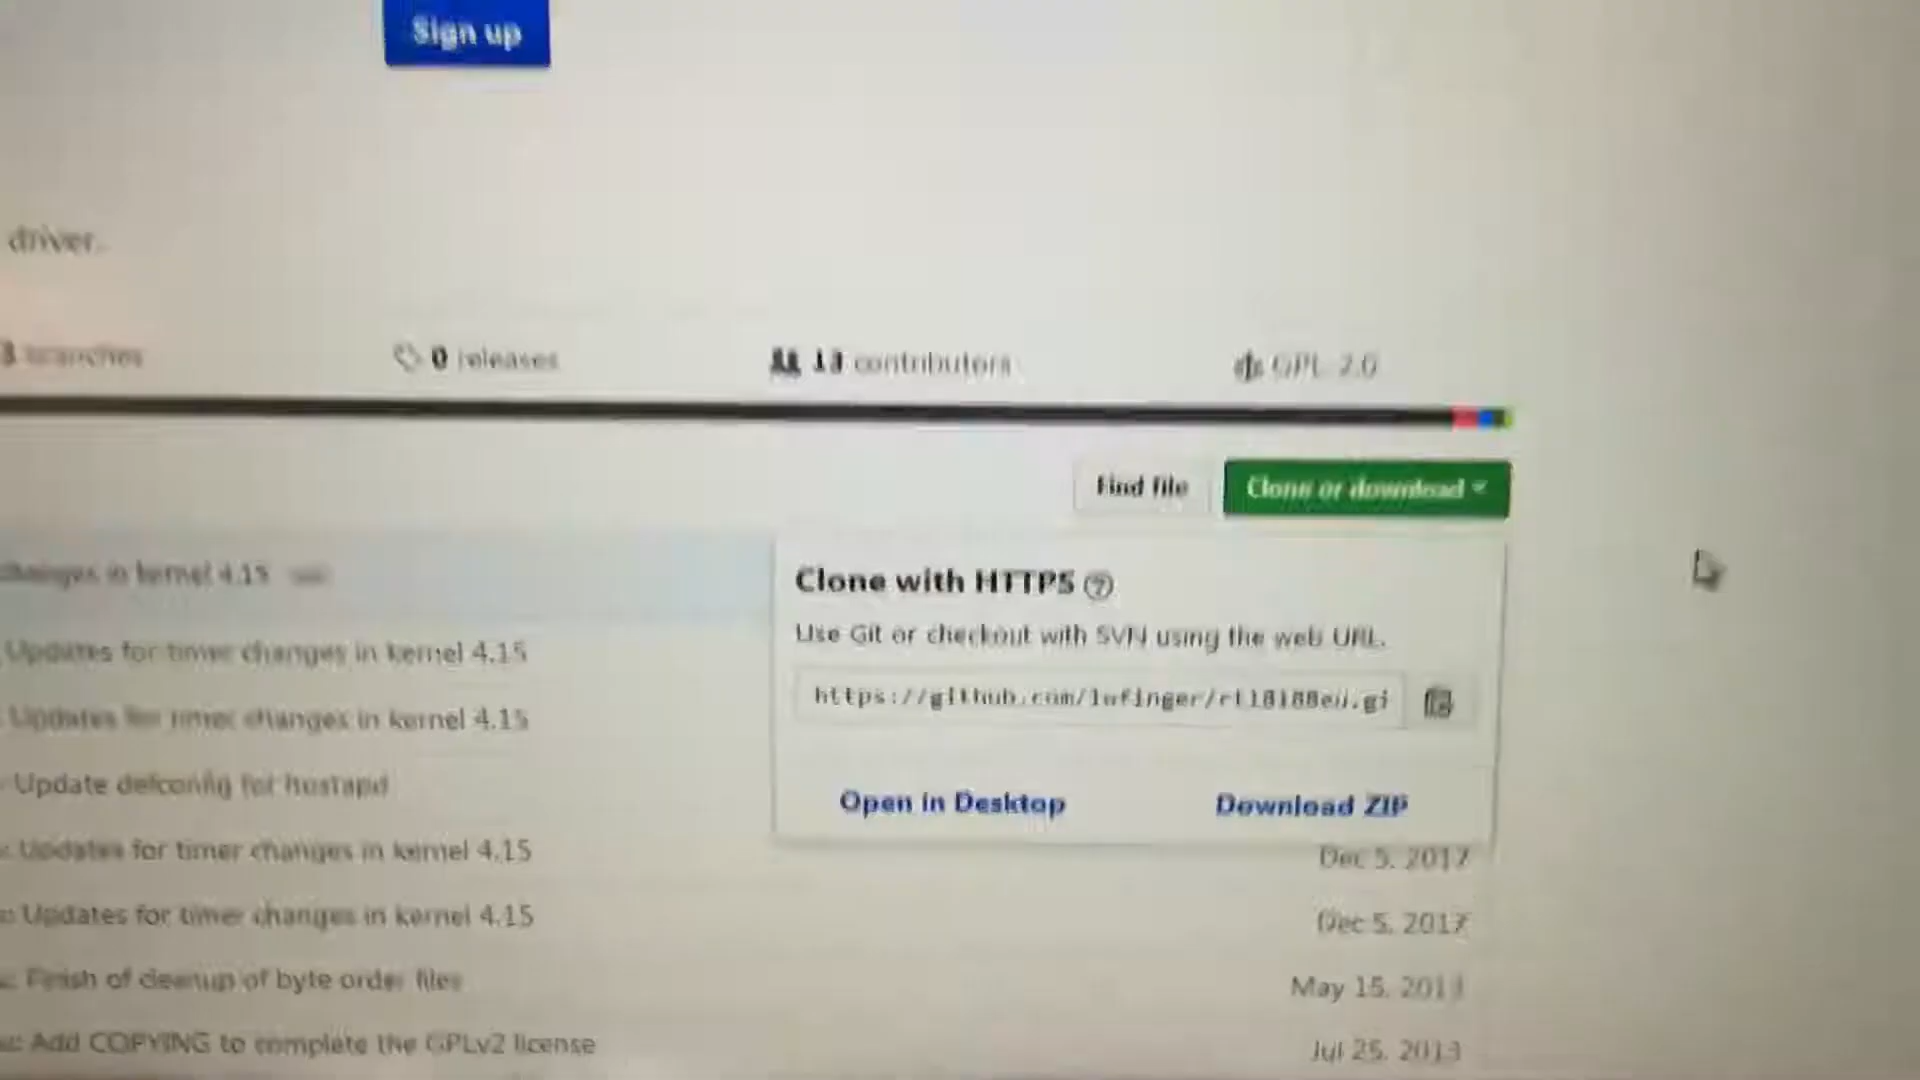 Sign up
driver.
3 branches
0 releases
13 contributors
GPL-2.0
Find file
Clone or download
changes in kernel 4.15
Clone with HTTPS
Use Git or checkout with SVN using the web URL.
https://github.com/lwfinger/rtl8188eu.gi
Open in Desktop
Download ZIP
Updates for timer changes in kernel 4.15
Updates for timer changes in kernel 4.15
Update defconfig for hostapd
Updates for timer changes in kernel 4.15
Dec 5, 2017
Updates for timer changes in kernel 4.15
Dec 5, 2017
Finish of cleanup of byte order files
May 15, 2013
Add COPYING to complete the GPLv2 license
Jul 25, 2013